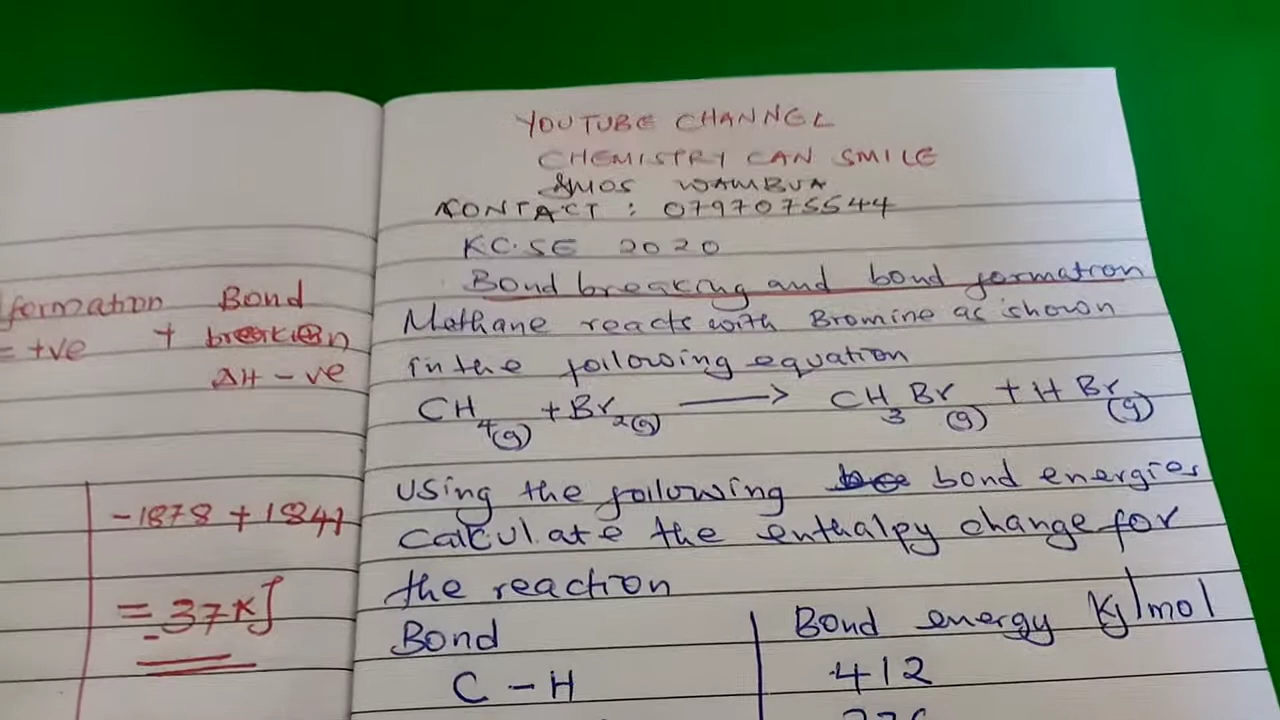 formation Bond
= +ve + breaking
ΔH - ve
-1878 + 1841
= -37KJ
YOUTUBE CHANNEL
CHEMISTRY CAN SMILE
AMOS WAMBUA
CONTACT : 0797075544
KC.SE 2020
Bond breaking and bond formation
Methane reacts with Bromine as shown
in the following equation
CH₄(g) + Br₂(g) ⟶ CH₃Br(g) + HBr(g)
Using the following bond energies
calculate the enthalpy change for
the reaction
Bond | Bond energy KJ/mol
C - H | 412